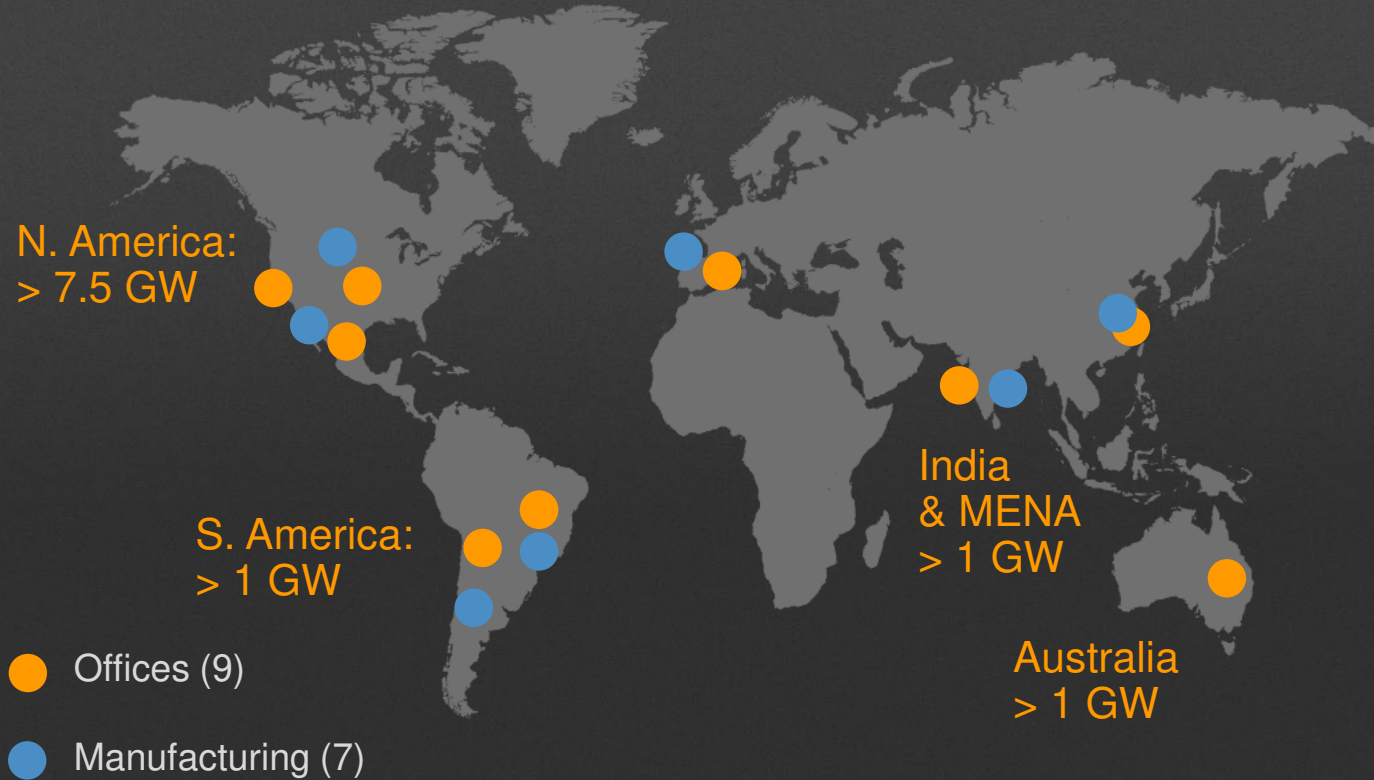 N. America:
> 7.5 GW
S. America:
> 1 GW
India
& MENA
> 1 GW
Australia
> 1 GW
Offices (9)
Manufacturing (7)